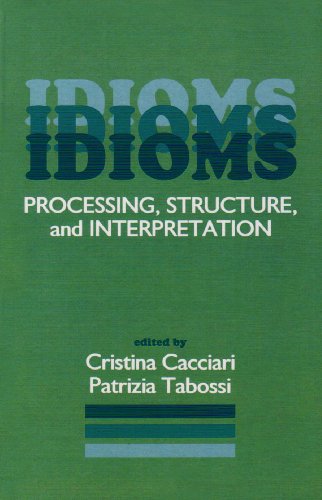 IDIOMS
IDIOMS
IDIOMS
PROCESSING, STRUCTURE,
and INTERPRETATION
edited by
Cristina Cacciari
Patrizia Tabossi